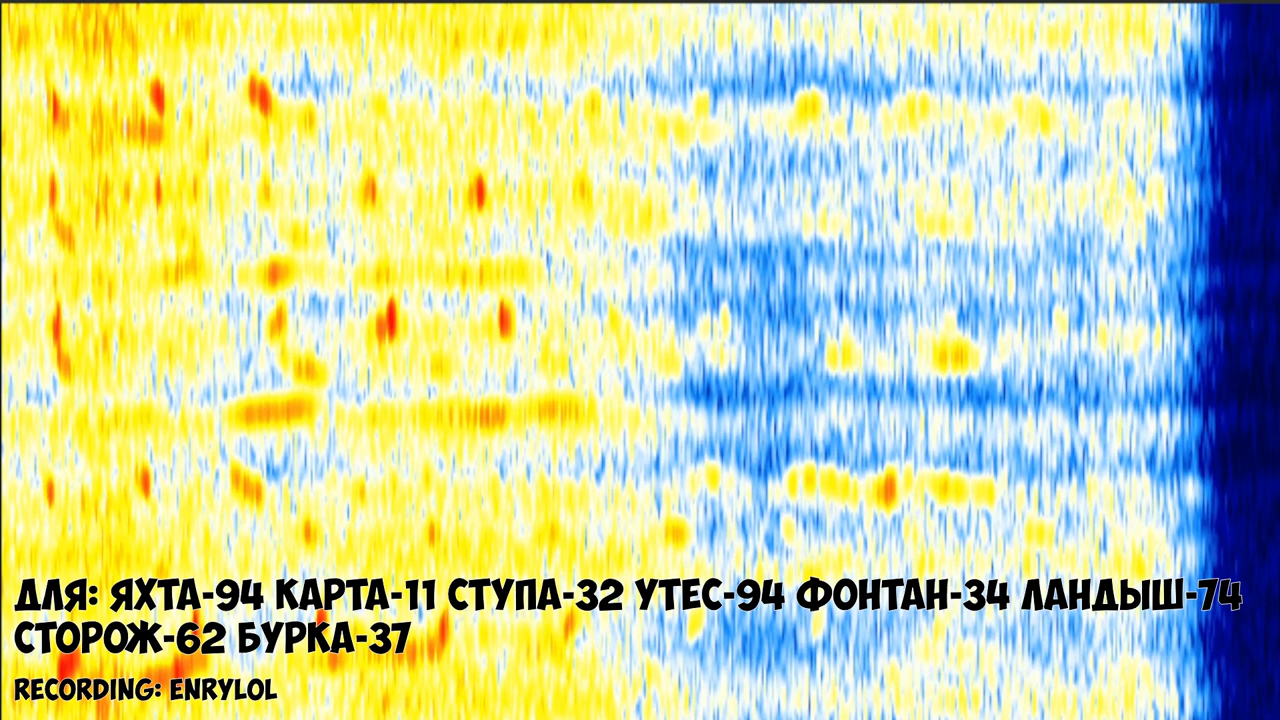 ДЛЯ: ЯХТА-94 КАРТА-11 СТУПА-32 УТЕС-94 ФОНТАН-34 ЛАНДЫШ-74
СТОРОЖ-62 БУРКА-37
RECORDING: ENRYLOL